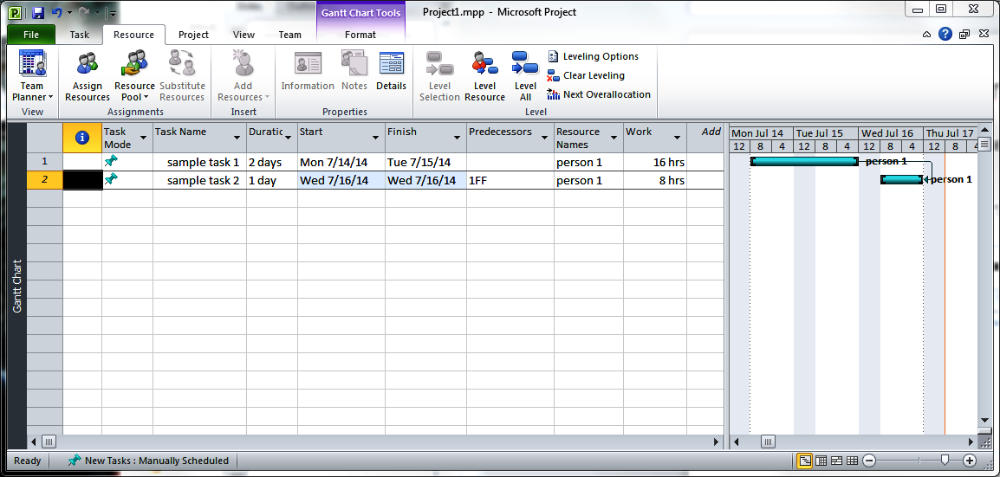 Gantt Chart Tools
Project1.mpp - Microsoft Project
File Task Resource Project View Team Format
Team Planner
Assign Resources
Resource Pool
Substitute Resources
Add Resources
Information
Notes
Details
Level Selection
Level Resource
Level All
Leveling Options
Clear Leveling
Next Overallocation
View Assignments Insert Properties Level
Task Mode Task Name Duratic Start Finish Predecessors Resource Names Work Add
Mon Jul 14 Tue Jul 15 Wed Jul 16 Thu Jul 17
12 8 4 12 8 4 12 8 4 12 8 4
1 sample task 1 2 days Mon 7/14/14 Tue 7/15/14 person 1 16 hrs
person 1
2 sample task 2 1 day Wed 7/16/14 Wed 7/16/14 1FF person 1 8 hrs
person 1
Gantt Chart
Ready New Tasks : Manually Scheduled